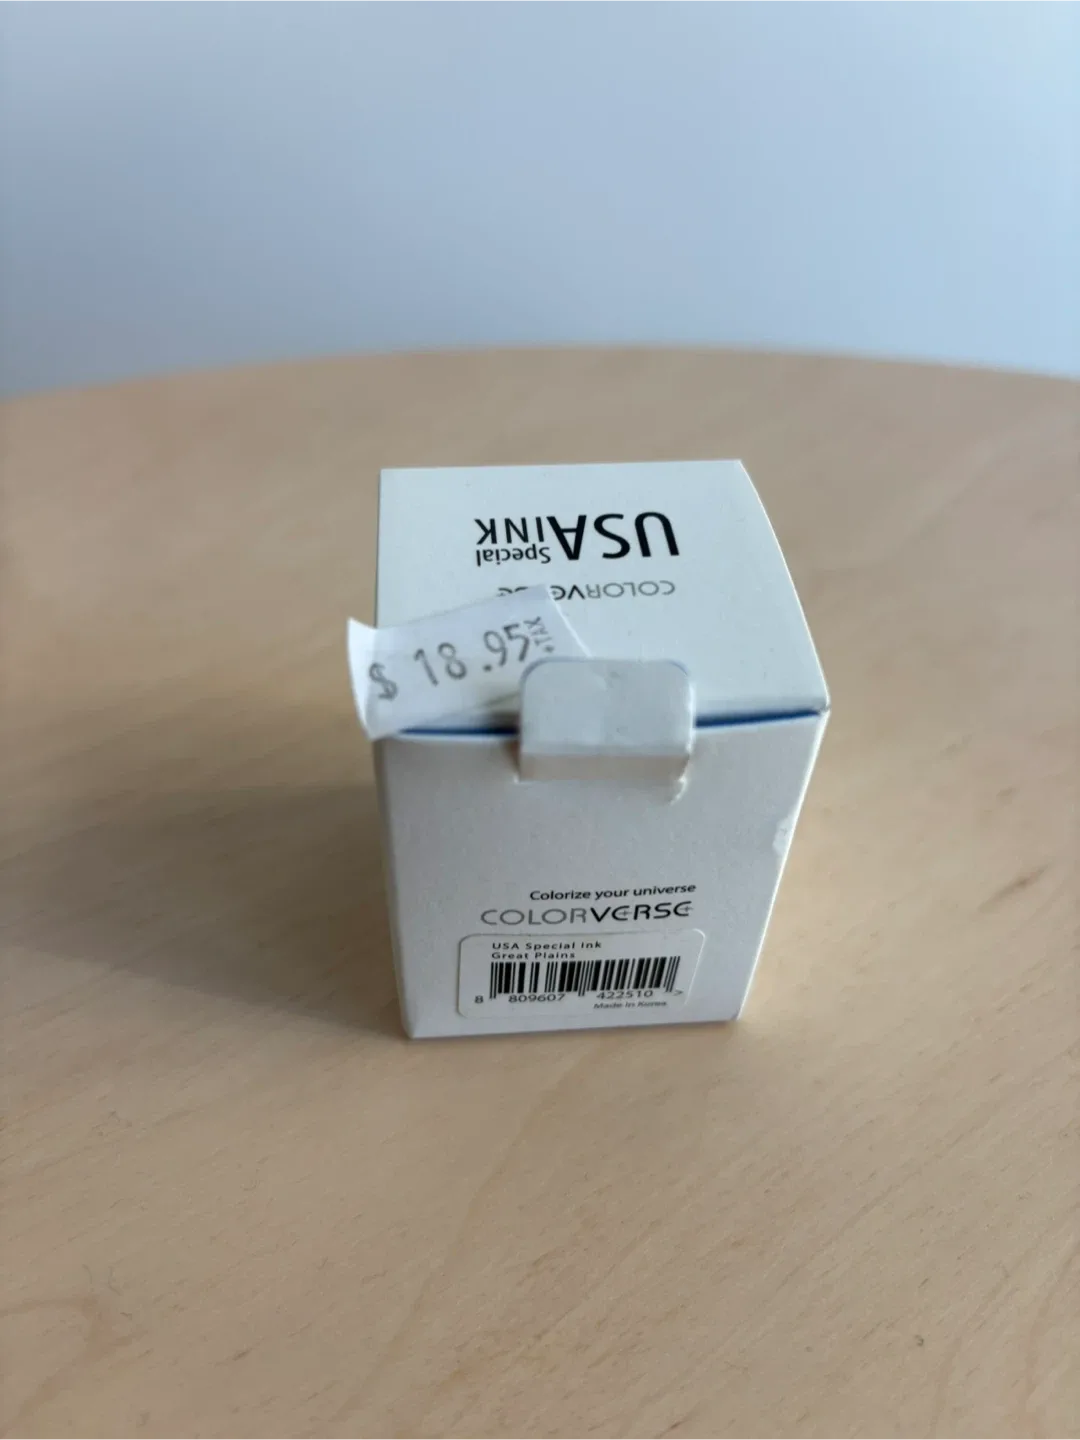 USA INK
Special
COLORVERSE
$ 18.95 +TAX
Colorize your universe
COLORVERSE
USA Special Ink
Great Plains
8 809607 422510 >
Made in Korea